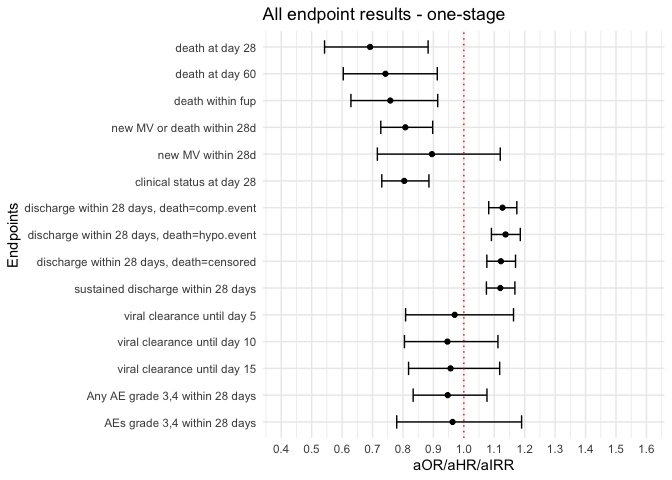 All endpoint results - one-stage
Endpoints
death at day 28
death at day 60
death within fup
new MV or death within 28d
new MV within 28d
clinical status at day 28
discharge within 28 days, death=comp.event
discharge within 28 days, death=hypo.event
discharge within 28 days, death=censored
sustained discharge within 28 days
viral clearance until day 5
viral clearance until day 10
viral clearance until day 15
Any AE grade 3,4 within 28 days
AEs grade 3,4 within 28 days
0.4 0.5 0.6 0.7 0.8 0.9 1.0 1.1 1.2 1.3 1.4 1.5 1.6
aOR/aHR/aIRR